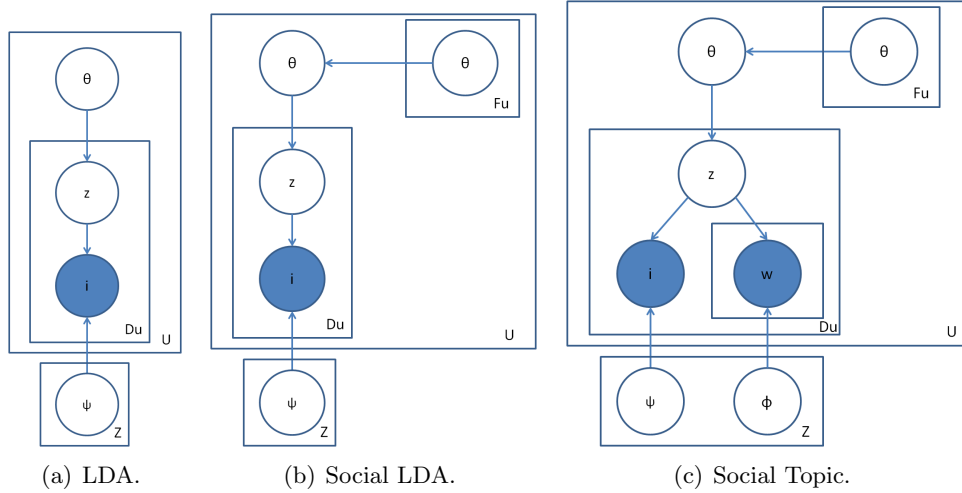 θ
z
i
Du
U
ψ
Z
(a) LDA.
θ
θ
Fu
z
i
Du
U
ψ
Z
(b) Social LDA.
θ
θ
Fu
z
i
w
Du
U
ψ
ϕ
Z
(c) Social Topic.